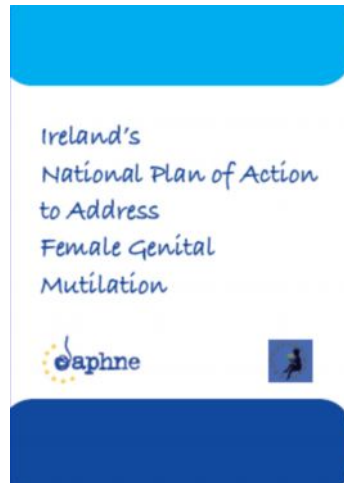 Ireland's
National Plan of Action
to Address
Female Genital
Mutilation
daphne